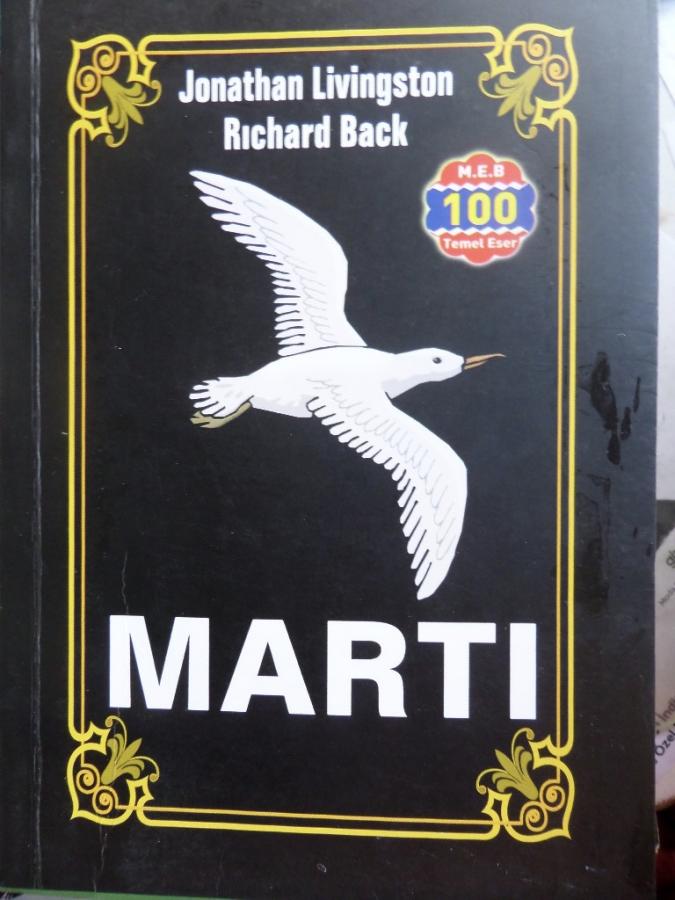 Jonathan Livingston
Rıchard Back
M.E.B
100
Temel Eser
MARTI